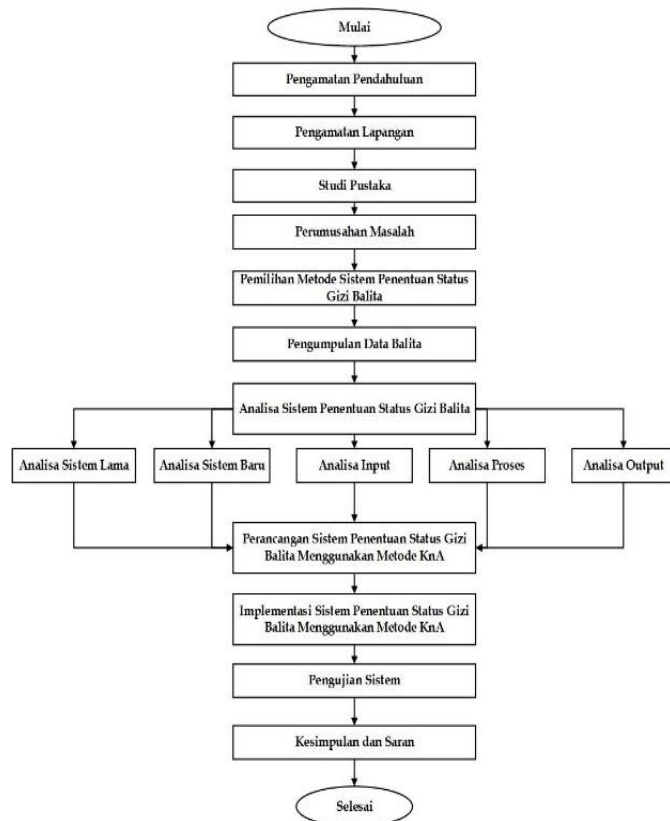 Mulai
Pengamatan Pendahuluan
Pengamatan Lapangan
Studi Pustaka
Perumusahan Masalah
Pemilihan Metode Sistem Penentuan Status
Gizi Balita
Pengumpulan Data Balita
Analisa Sistem Penentuan Status Gizi Balita
Analisa Sistem Lama
Analisa Sistem Baru
Analisa Input
Analisa Proses
Analisa Output
Perancangan Sistem Penentuan Status Gizi
Balita Menggunakan Metode KnA
Implementasi Sistem Penentuan Status Gizi
Balita Menggunakan Metode KnA
Pengujian Sistem
Kesimpulan dan Saran
Selesai